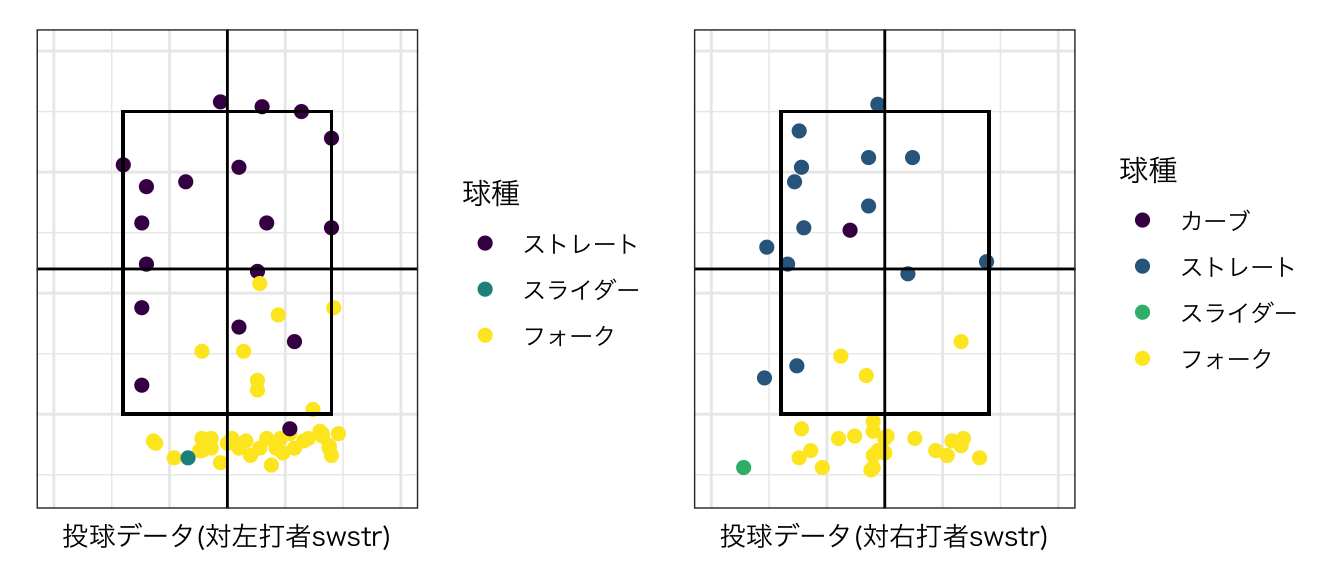 球種
ストレート
スライダー
フォーク
投球データ(対左打者swstr)
球種
カーブ
ストレート
スライダー
フォーク
投球データ(対右打者swstr)